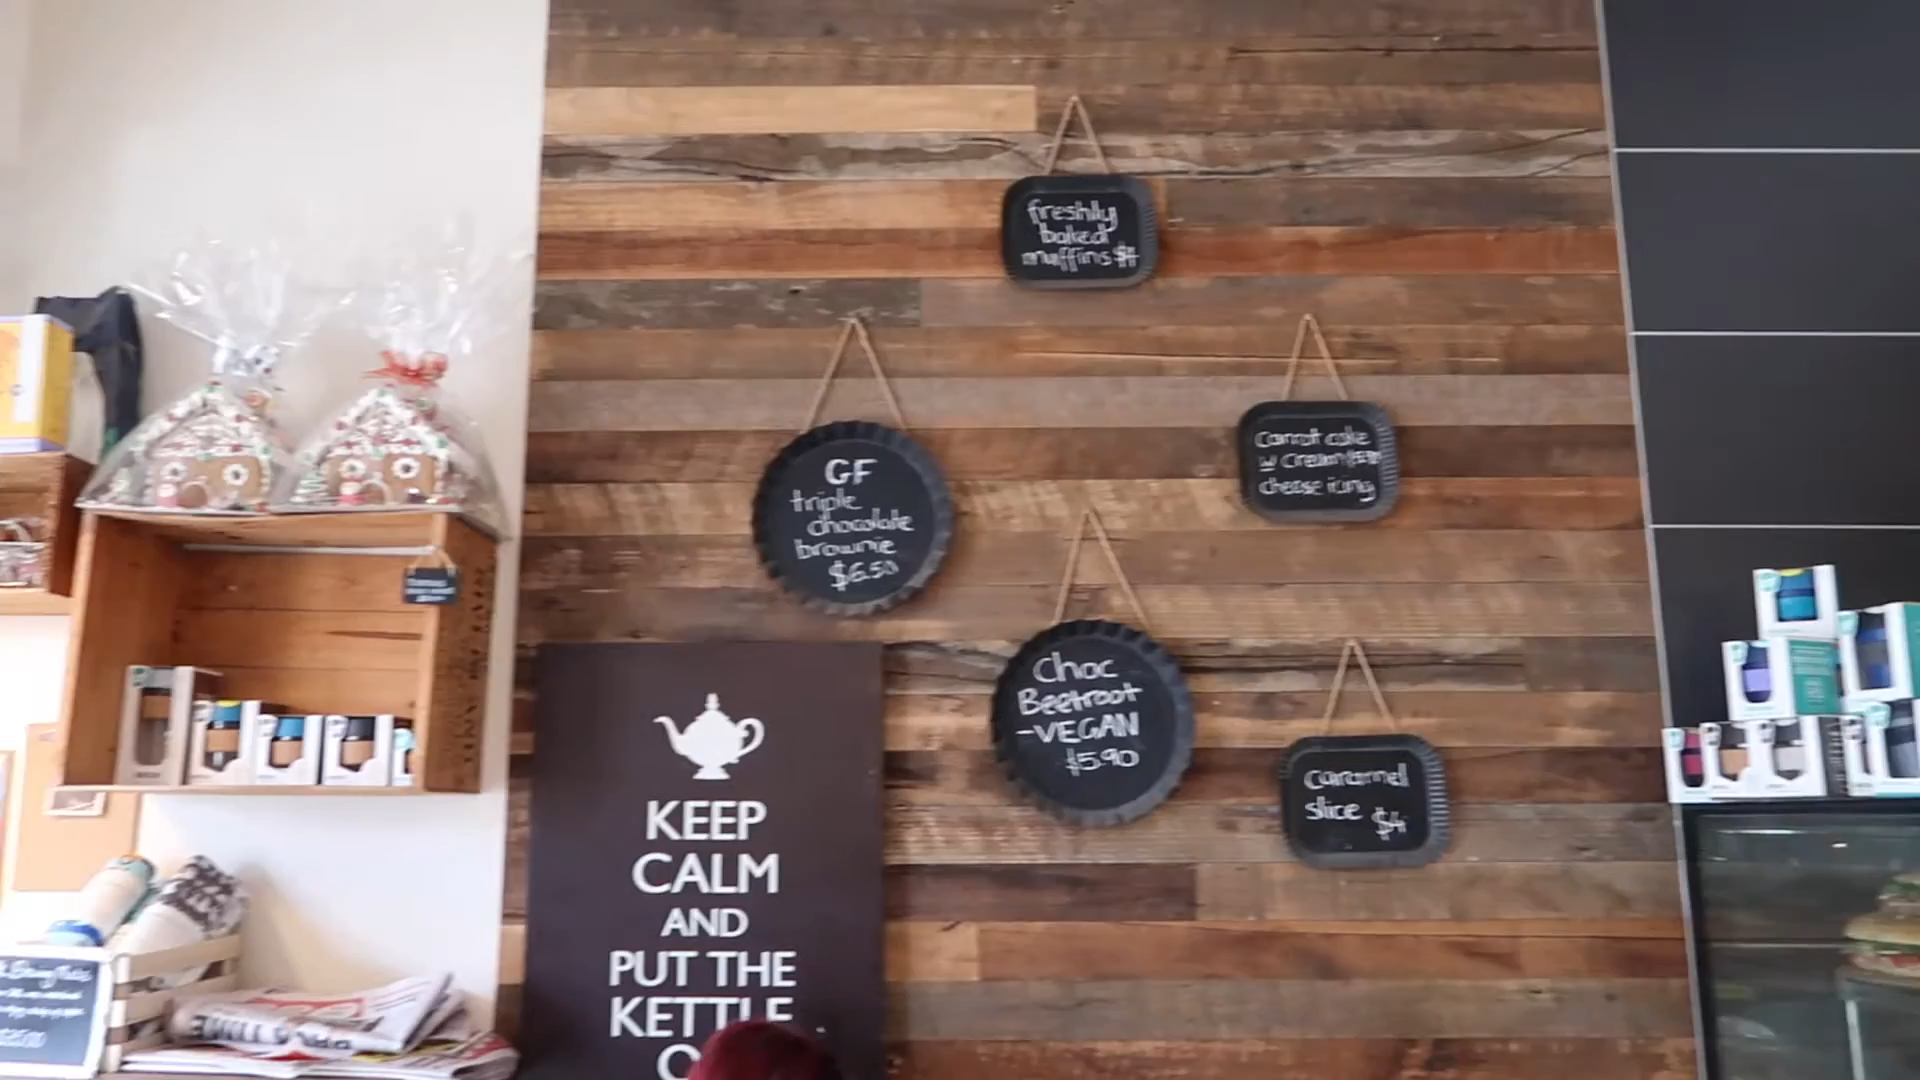 freshly
baked
muffins $4
GF
triple
chocolate
brownie
$6.50
carrot cake
w cream
cheese icing
Choc
Beetroot
-VEGAN
$5.90
caramel
slice $4
KEEP
CALM
AND
PUT THE
KETTLE